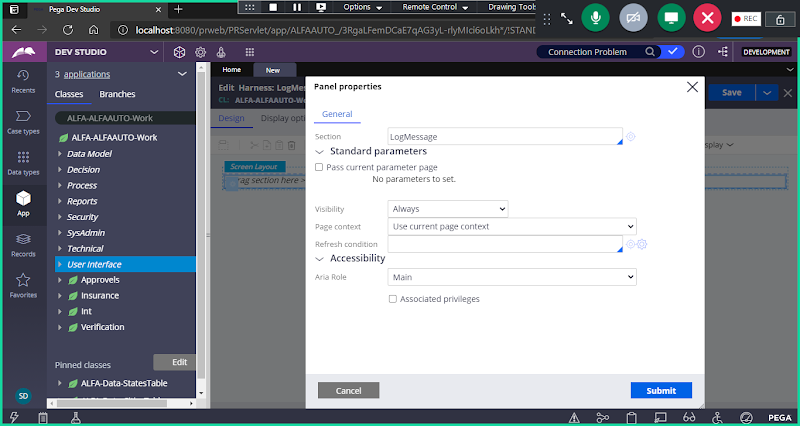 Pega Dev Studio
Options
Remote Control
Drawing Tools
REC
localhost:8080/prweb/PRServlet/app/ALFAAUTO_/3RgaLFemDCaE7qAG3yL-rlyMIci6oLkh*/!STAND
DEV STUDIO
Connection Problem
DEVELOPMENT
Recents
Case types
Data types
App
Records
Favorites
SD
3 applications
Classes
Branches
ALFA-ALFAAUTO-Work
ALFA-ALFAAUTO-Work
Data Model
Decision
Process
Reports
Security
SysAdmin
Technical
User Interface
Approvels
Insurance
Int
Verification
Pinned classes
Edit
ALFA-Data-StatesTable
Home
New
Edit Harness: LogMes
CL: ALFA-ALFAAUTO-W
Save
Design
Display opti
splay
Screen Layout
rag section here >
Panel properties
General
Section
LogMessage
Standard parameters
Pass current parameter page
No parameters to set.
Visibility
Always
Page context
Use current page context
Refresh condition
Accessibility
Aria Role
Main
Associated privileges
Cancel
Submit
PEGA